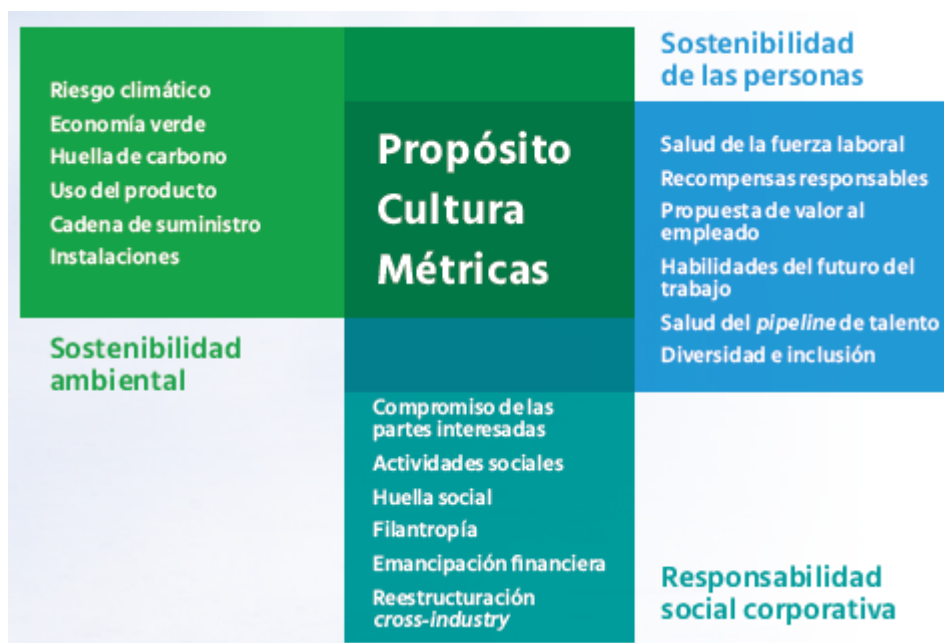 Riesgo climático
Economía verde
Huella de carbono
Uso del producto
Cadena de suministro
Instalaciones
Sostenibilidad
ambiental
Propósito
Cultura
Métricas
Sostenibilidad
de las personas
Salud de la fuerza laboral
Recompensas responsables
Propuesta de valor al
empleado
Habilidades del futuro del
trabajo
Salud del pipeline de talento
Diversidad e inclusión
Compromiso de las
partes interesadas
Actividades sociales
Huella social
Filantropía
Emancipación financiera
Reestructuración
cross-industry
Responsabilidad
social corporativa